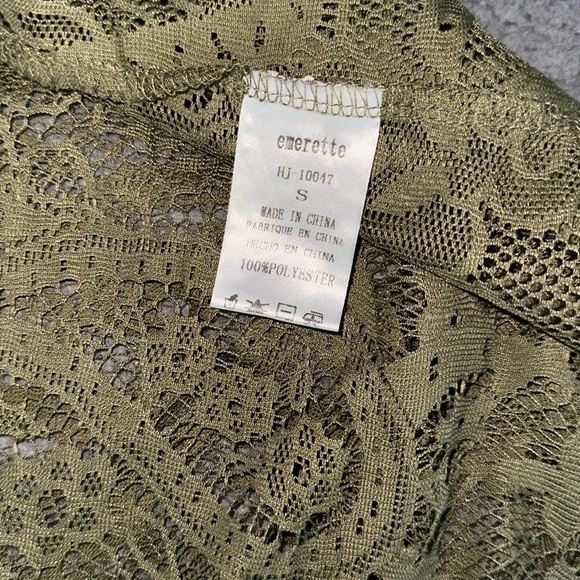 emerette
HJ-10047
S
MADE IN CHINA
FABRIQUE EN CHINA
HECHO EN CHINA
100%POLYESTER